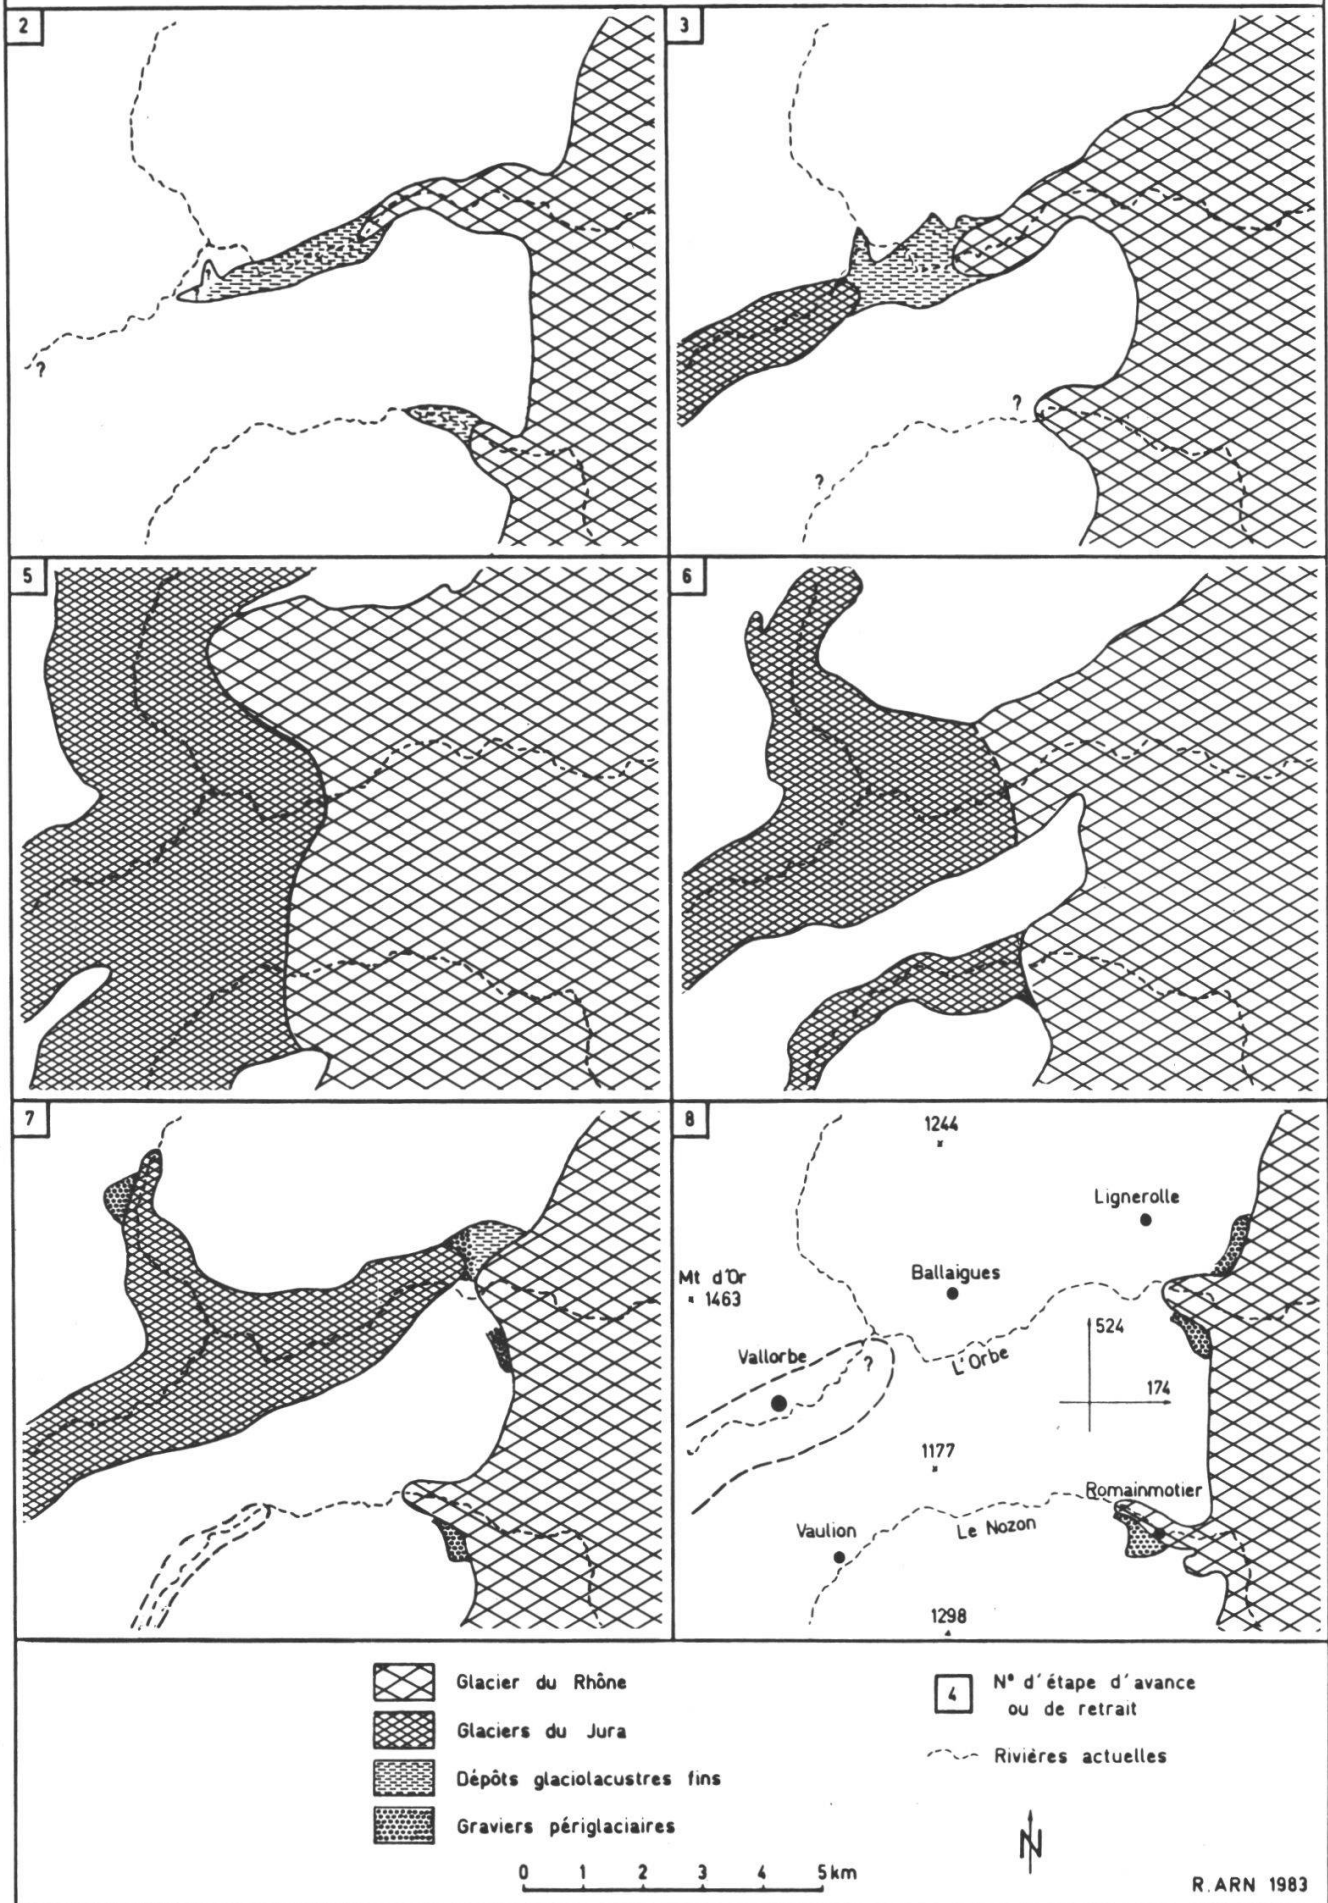 2
?
?
3
?
?
5
6
7
8
1244
Lignerolle
Ballaigues
Mt d'Or
1463
524
Vallorbe
?
L'Orbe
174
1177
Romainmotier
Vaulion
Le Nozon
1298
Glacier du Rhône
Glaciers du Jura
Dépôts glaciolacustres fins
Graviers périglaciaires
4
N° d'étape d'avance
ou de retrait
Rivières actuelles
N
0 1 2 3 4 5 km
R. ARN 1983